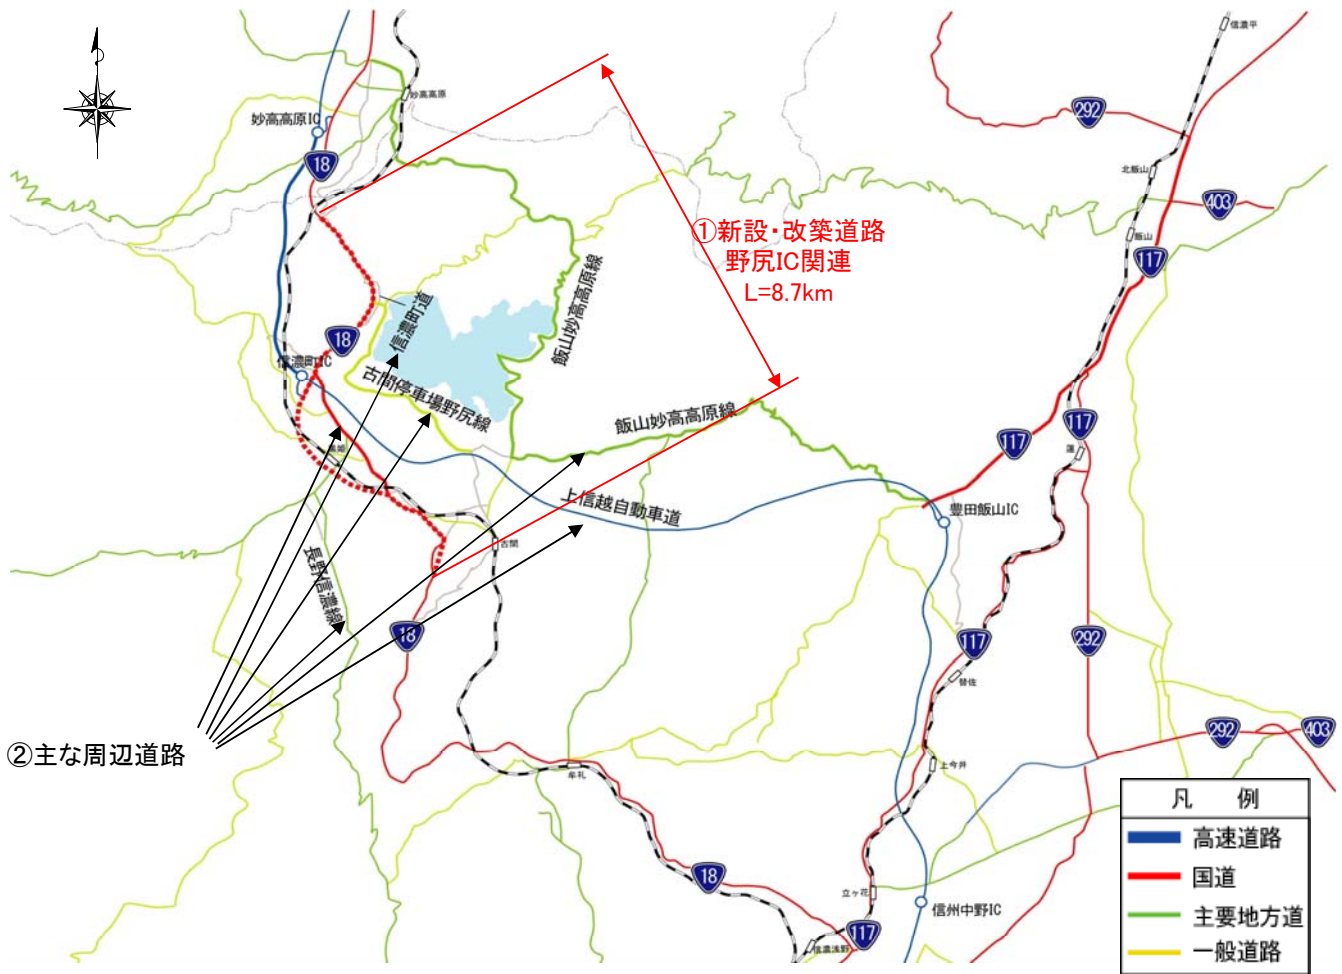 信濃平
妙高高原
妙高高原IC
18
292
北飯山
403
飯山
117
①新設・改築道路
野尻IC関連
L=8.7km
飯山妙高高原線
信濃町道
18
信濃町IC
古間停車場野尻線
飯山妙高高原線
117
117
蓮
黒姫
上信越自動車道
豊田飯山IC
古間
長野信濃線
18
117
292
替佐
②主な周辺道路
292
403
上今井
牟礼
凡 例
高速道路
国道
主要地方道
一般道路
18
立ヶ花
信州中野IC
117
信濃浅野